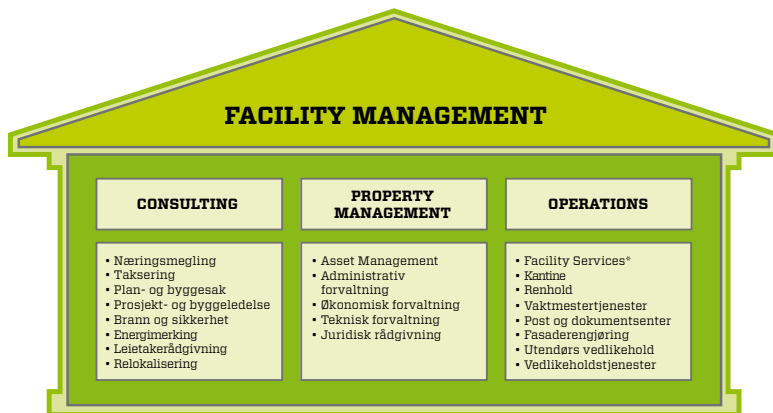 FACILITY MANAGEMENT
CONSULTING
• Næringsmegling
• Taksering
• Plan- og byggesak
• Prosjekt- og byggeledelse
• Brann og sikkerhet
• Energimerking
• Leietakerådgivning
• Relokalisering
PROPERTY
MANAGEMENT
• Asset Management
• Administrativ
forvaltning
• Økonomisk forvaltning
• Teknisk forvaltning
• Juridisk rådgivning
OPERATIONS
• Facility Services*
• Kantine
• Renhold
• Vaktmestertjenester
• Post og dokumentsenter
• Fasaderengjøring
• Utendørs vedlikehold
• Vedlikeholdstjenester